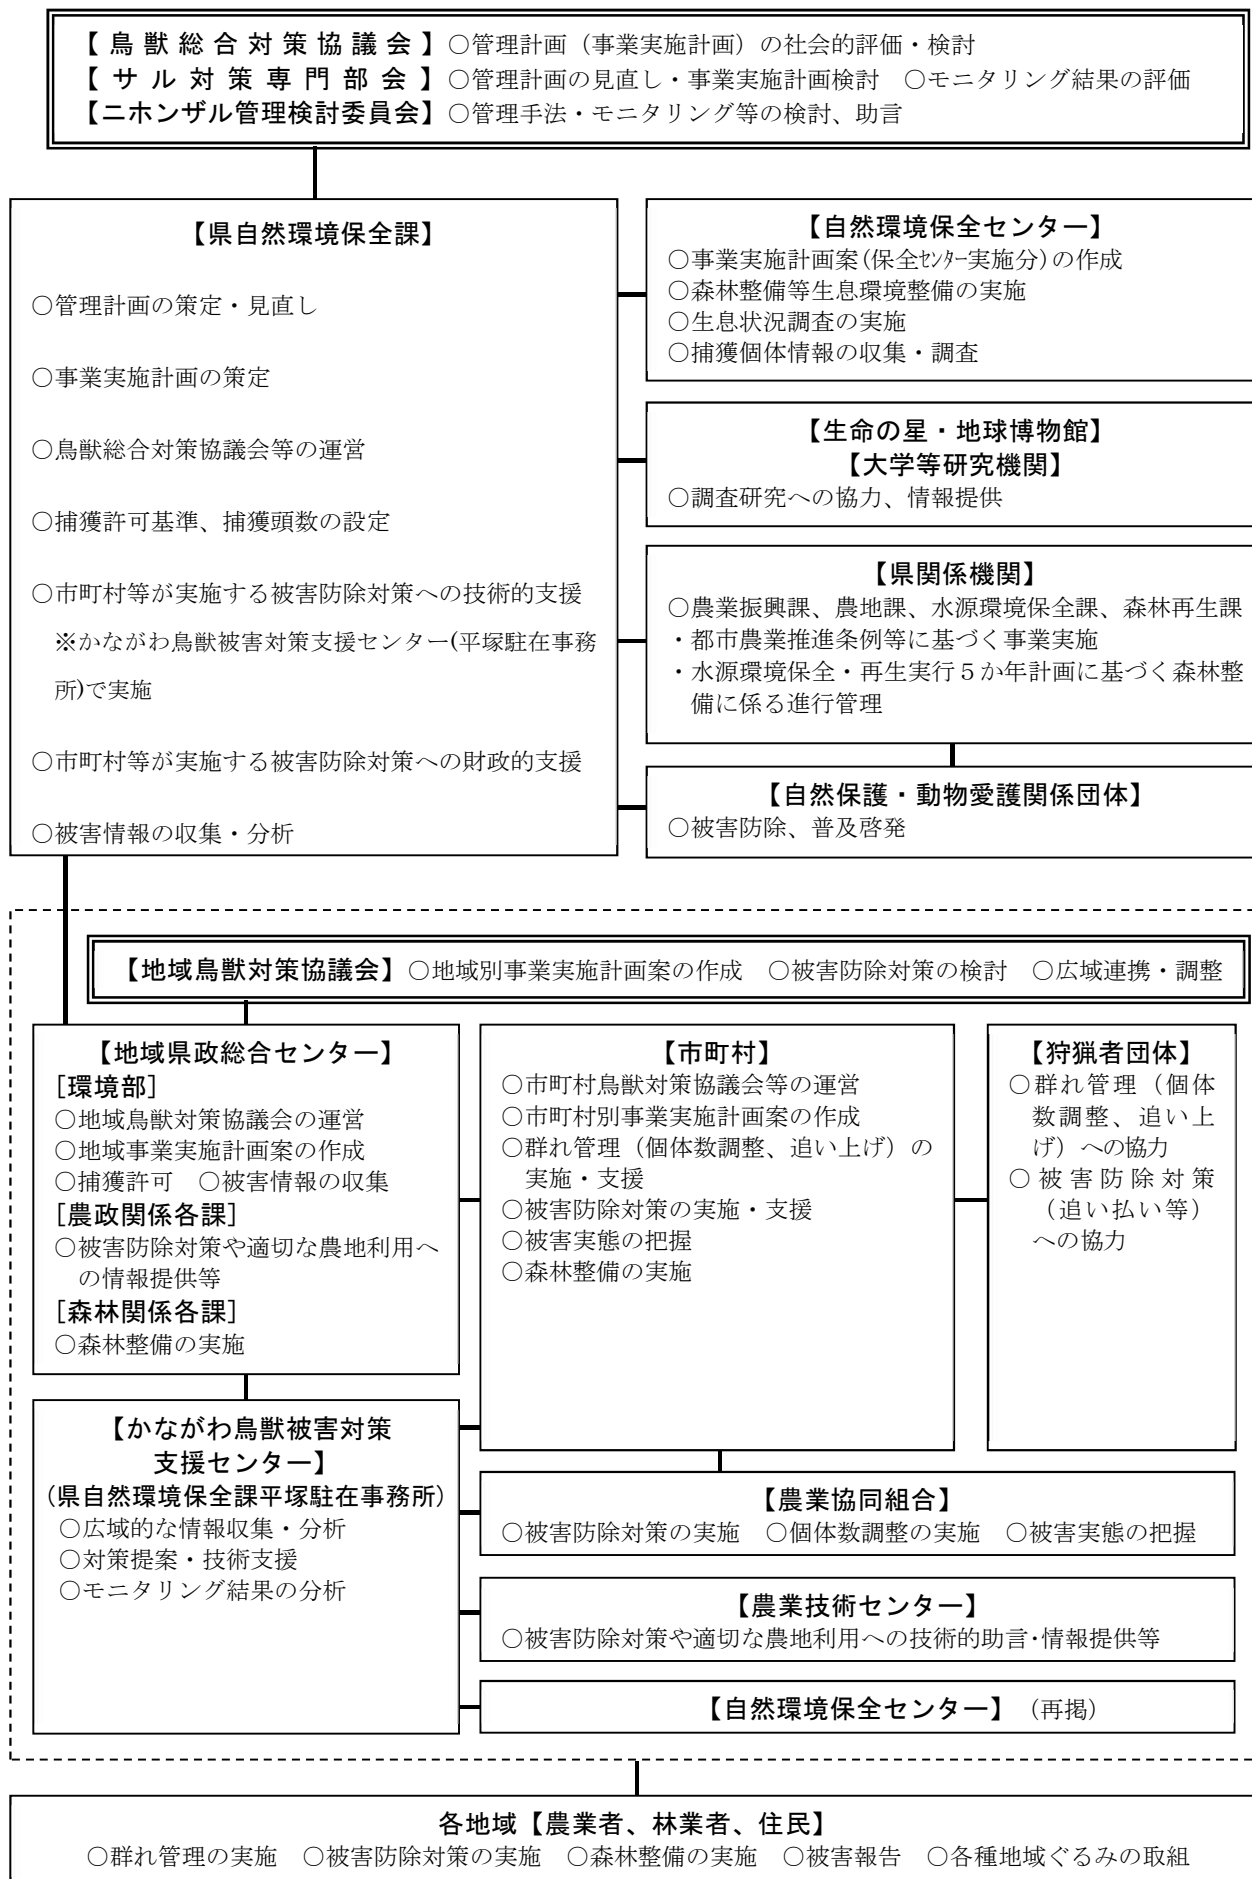 【鳥獣総合対策協議会】○管理計画（事業実施計画）の社会的評価・検討
【サル対策専門部会】○管理計画の見直し・事業実施計画検討　○モニタリング結果の評価
【ニホンザル管理検討委員会】○管理手法・モニタリング等の検討、助言
【県自然環境保全課】
○管理計画の策定・見直し
○事業実施計画の策定
○鳥獣総合対策協議会等の運営
○捕獲許可基準、捕獲頭数の設定
○市町村等が実施する被害防除対策への技術的支援
※かながわ鳥獣被害対策支援センター(平塚駐在事務
所)で実施
○市町村等が実施する被害防除対策への財政的支援
○被害情報の収集・分析
【自然環境保全センター】
○事業実施計画案(保全ｾﾝﾀｰ実施分)の作成
○森林整備等生息環境整備の実施
○生息状況調査の実施
○捕獲個体情報の収集・調査
【生命の星・地球博物館】
【大学等研究機関】
○調査研究への協力、情報提供
【県関係機関】
○農業振興課、農地課、水源環境保全課、森林再生課
・都市農業推進条例等に基づく事業実施
・水源環境保全・再生実行５か年計画に基づく森林整
備に係る進行管理
【自然保護・動物愛護関係団体】
○被害防除、普及啓発
【地域鳥獣対策協議会】○地域別事業実施計画案の作成　○被害防除対策の検討　○広域連携・調整
【地域県政総合センター】
[環境部]
○地域鳥獣対策協議会の運営
○地域事業実施計画案の作成
○捕獲許可　○被害情報の収集
[農政関係各課]
○被害防除対策や適切な農地利用へ
の情報提供等
[森林関係各課]
○森林整備の実施
【市町村】
○市町村鳥獣対策協議会等の運営
○市町村別事業実施計画案の作成
○群れ管理（個体数調整、追い上げ）の
実施・支援
○被害防除対策の実施・支援
○被害実態の把握
○森林整備の実施
【狩猟者団体】
○群れ管理（個体
数調整、追い上
げ）への協力
○被害防除対策
（追い払い等）
への協力
【かながわ鳥獣被害対策
支援センター】
(県自然環境保全課平塚駐在事務所)
○広域的な情報収集・分析
○対策提案・技術支援
○モニタリング結果の分析
【農業協同組合】
○被害防除対策の実施　○個体数調整の実施　○被害実態の把握
【農業技術センター】
○被害防除対策や適切な農地利用への技術的助言･情報提供等
【自然環境保全センター】（再掲）
各地域【農業者、林業者、住民】
○群れ管理の実施　○被害防除対策の実施　○森林整備の実施　○被害報告　○各種地域ぐるみの取組